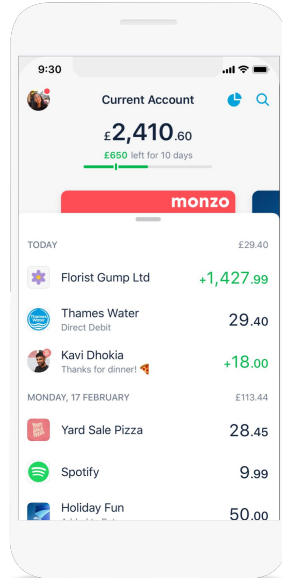 9:30
Current Account
£2,410.60
£650 left for 10 days
monzo
TODAY £29.40
Florist Gump Ltd +1,427.99
Thames Water 29.40
Direct Debit
Kavi Dhokia +18.00
Thanks for dinner! 🍕
MONDAY, 17 FEBRUARY £113.44
Yard Sale Pizza 28.45
Spotify 9.99
Holiday Fun 50.00